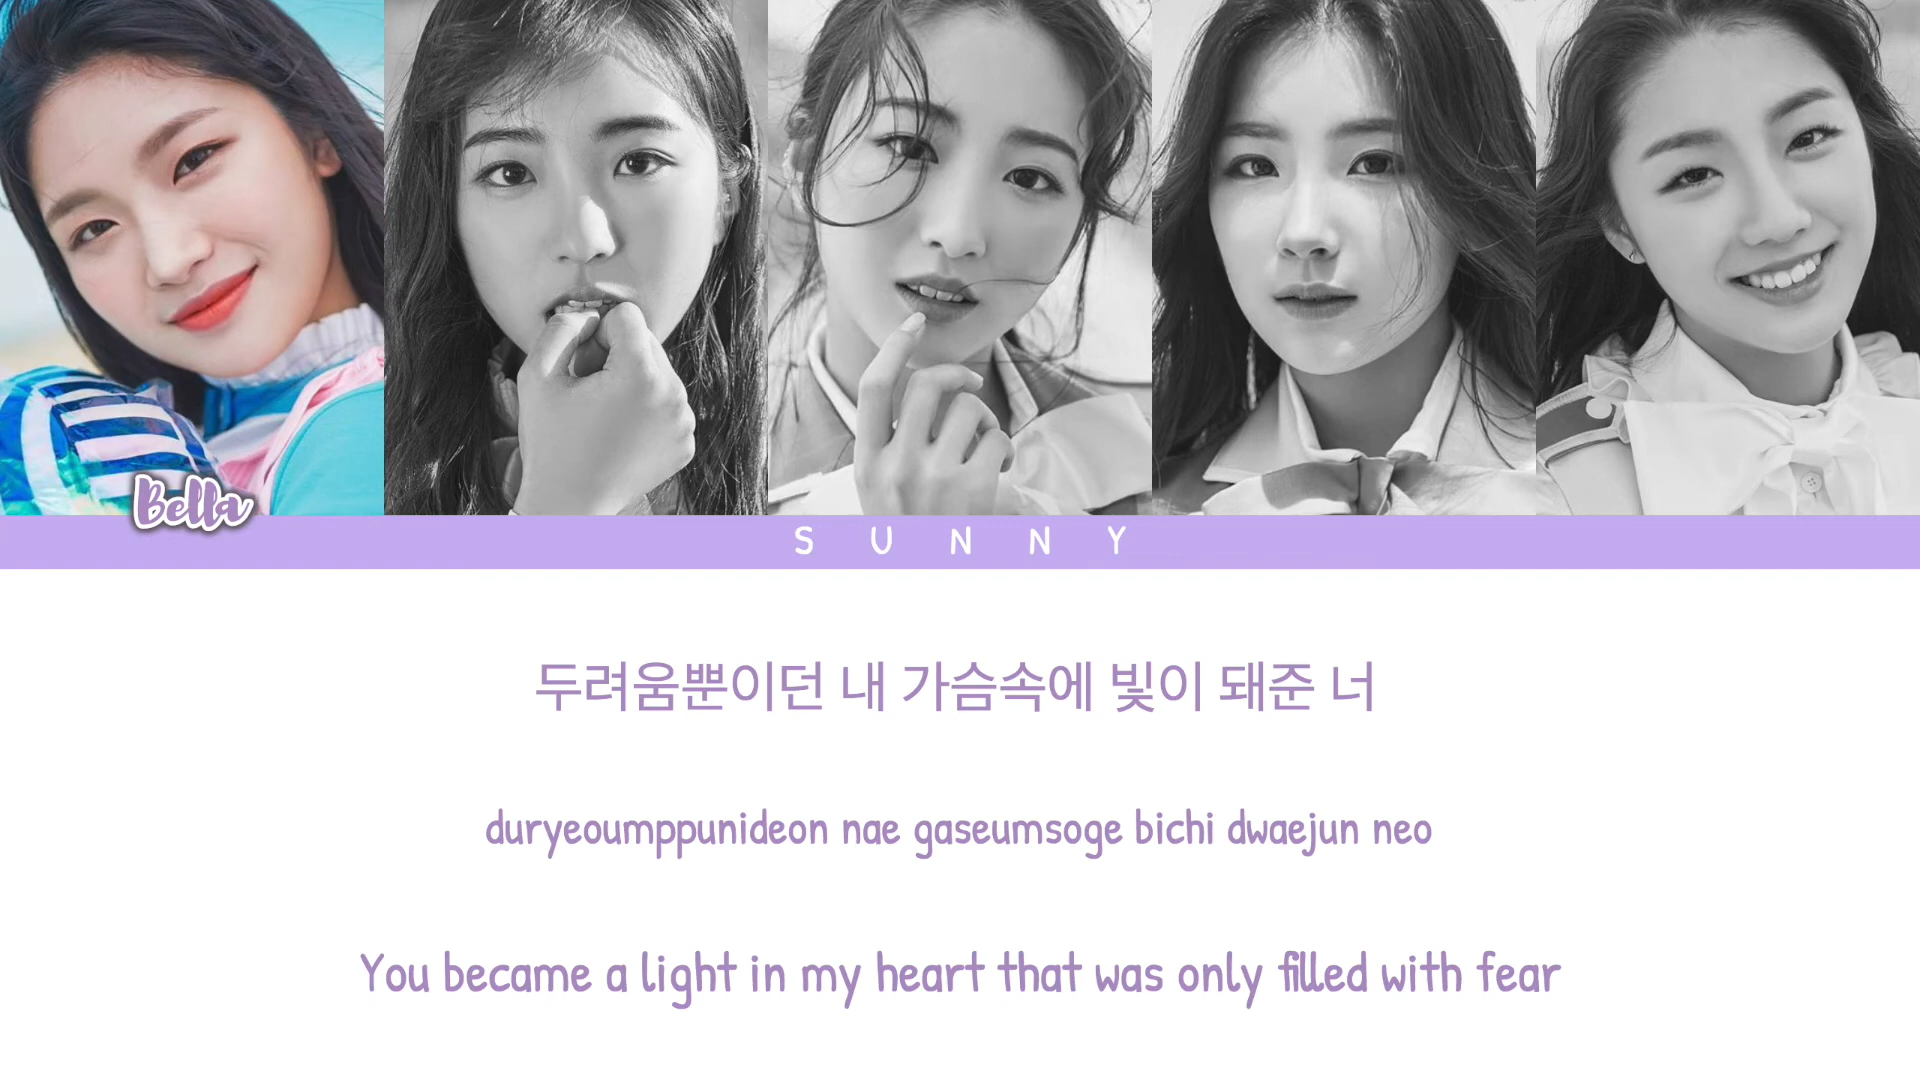 Bella
SUNNY
두려움뿐이던 내 가슴속에 빛이 돼준 너
duryeoumppunideon nae gaseumsoge bichi dwaejun neo
You became a light in my heart that was only filled with fear